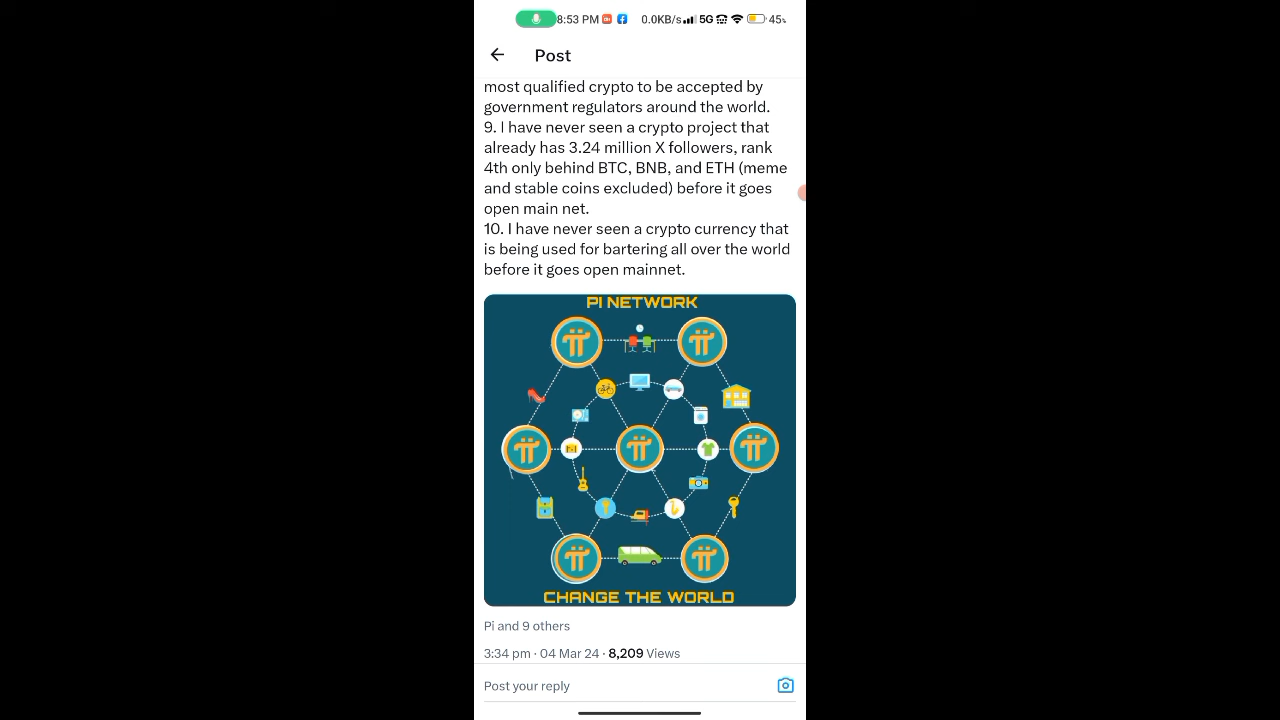 8:53 PM 0.0KB/s 5G 45%
Post
most qualified crypto to be accepted by
government regulators around the world.
9. I have never seen a crypto project that
already has 3.24 million X followers, rank
4th only behind BTC, BNB, and ETH (meme
and stable coins excluded) before it goes
open main net.
10. I have never seen a crypto currency that
is being used for bartering all over the world
before it goes open mainnet.
PI NETWORK
CHANGE THE WORLD
Pi and 9 others
3:34 pm · 04 Mar 24 · 8,209 Views
Post your reply